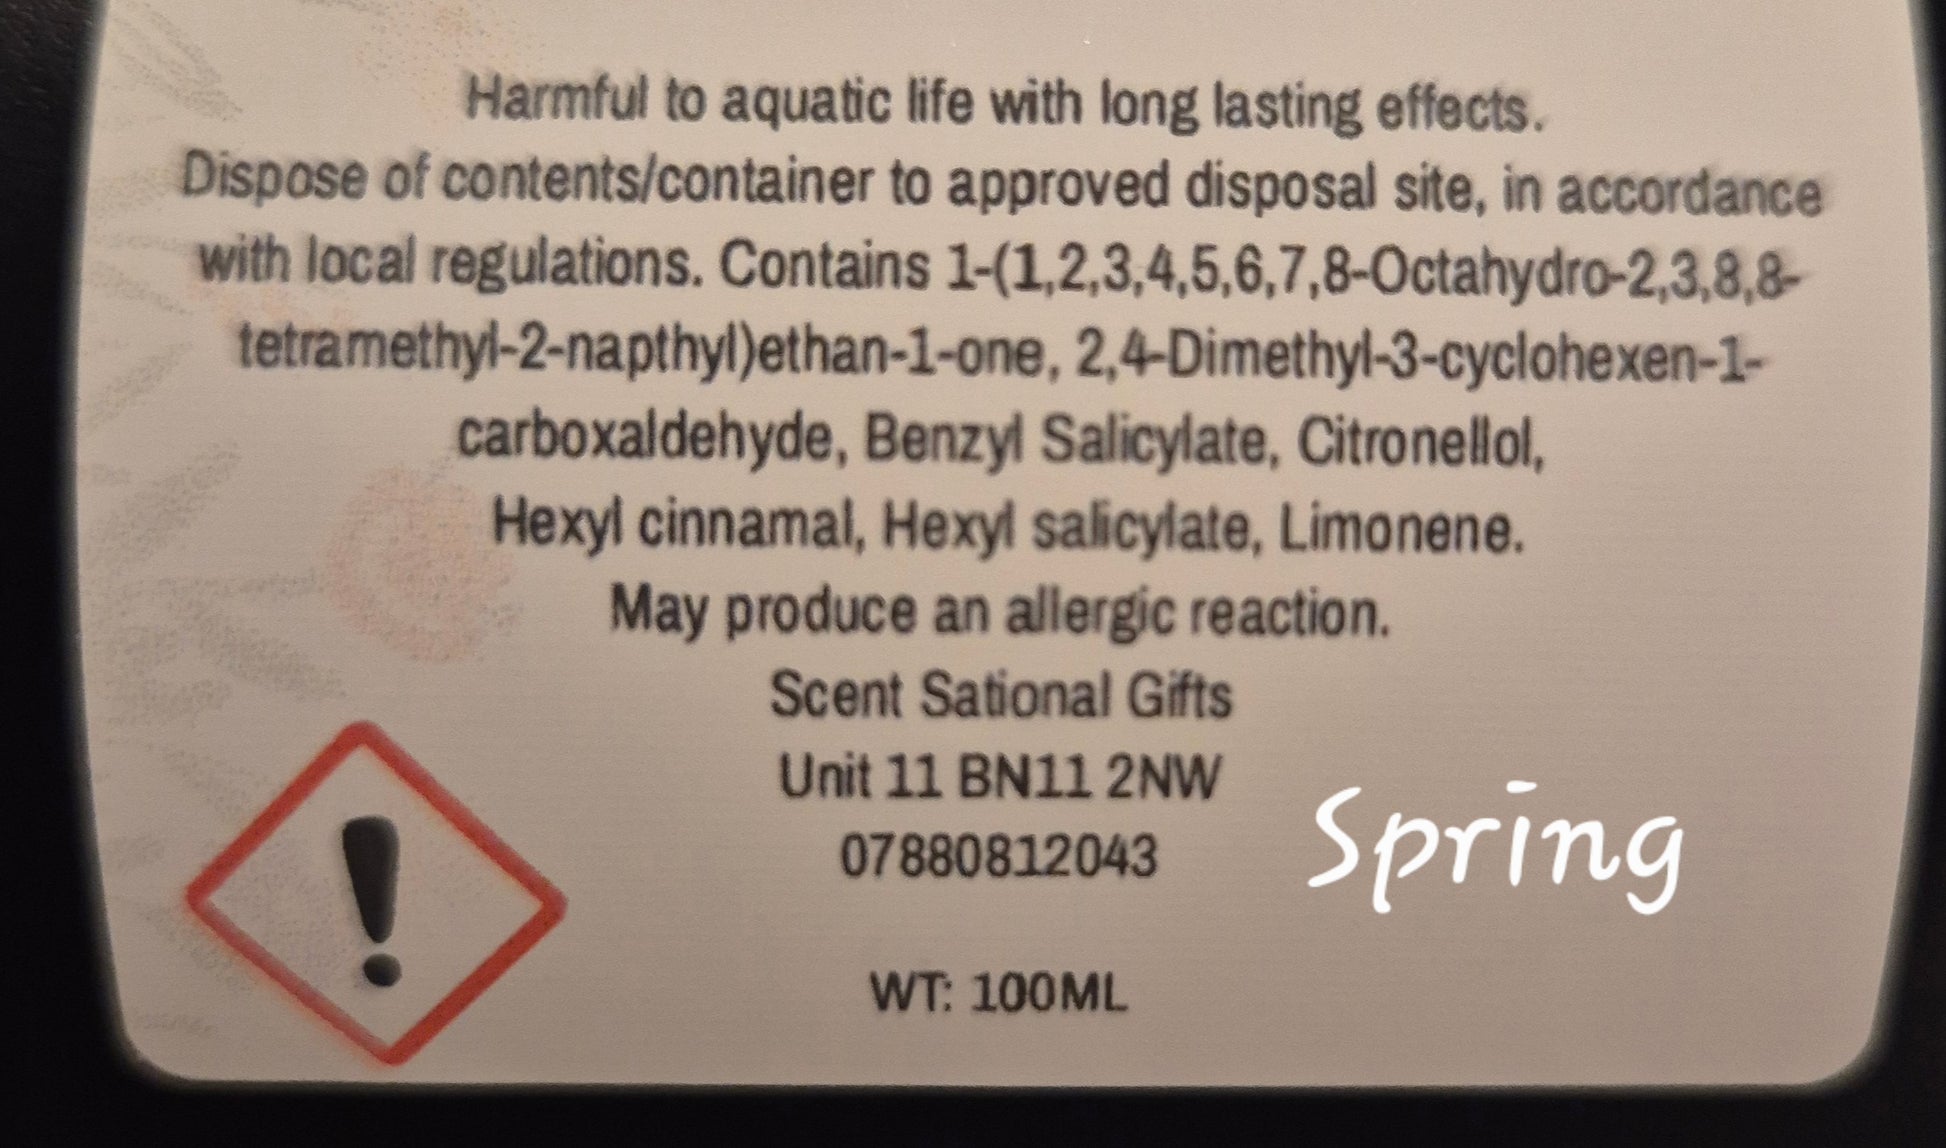 Harmful to aquatic life with long lasting effects.
Dispose of contents/container to approved disposal site, in accordance
with local regulations. Contains 1-(1,2,3,4,5,6,7,8-Octahydro-2,3,8,8-
tetramethyl-2-napthyl)ethan-1-one, 2,4-Dimethyl-3-cyclohexen-1-
carboxaldehyde, Benzyl Salicylate, Citronellol,
Hexyl cinnamal, Hexyl salicylate, Limonene.
May produce an allergic reaction.
Scent Sational Gifts
Unit 11 BN11 2NW
07880812043
Spring
WT: 100ML